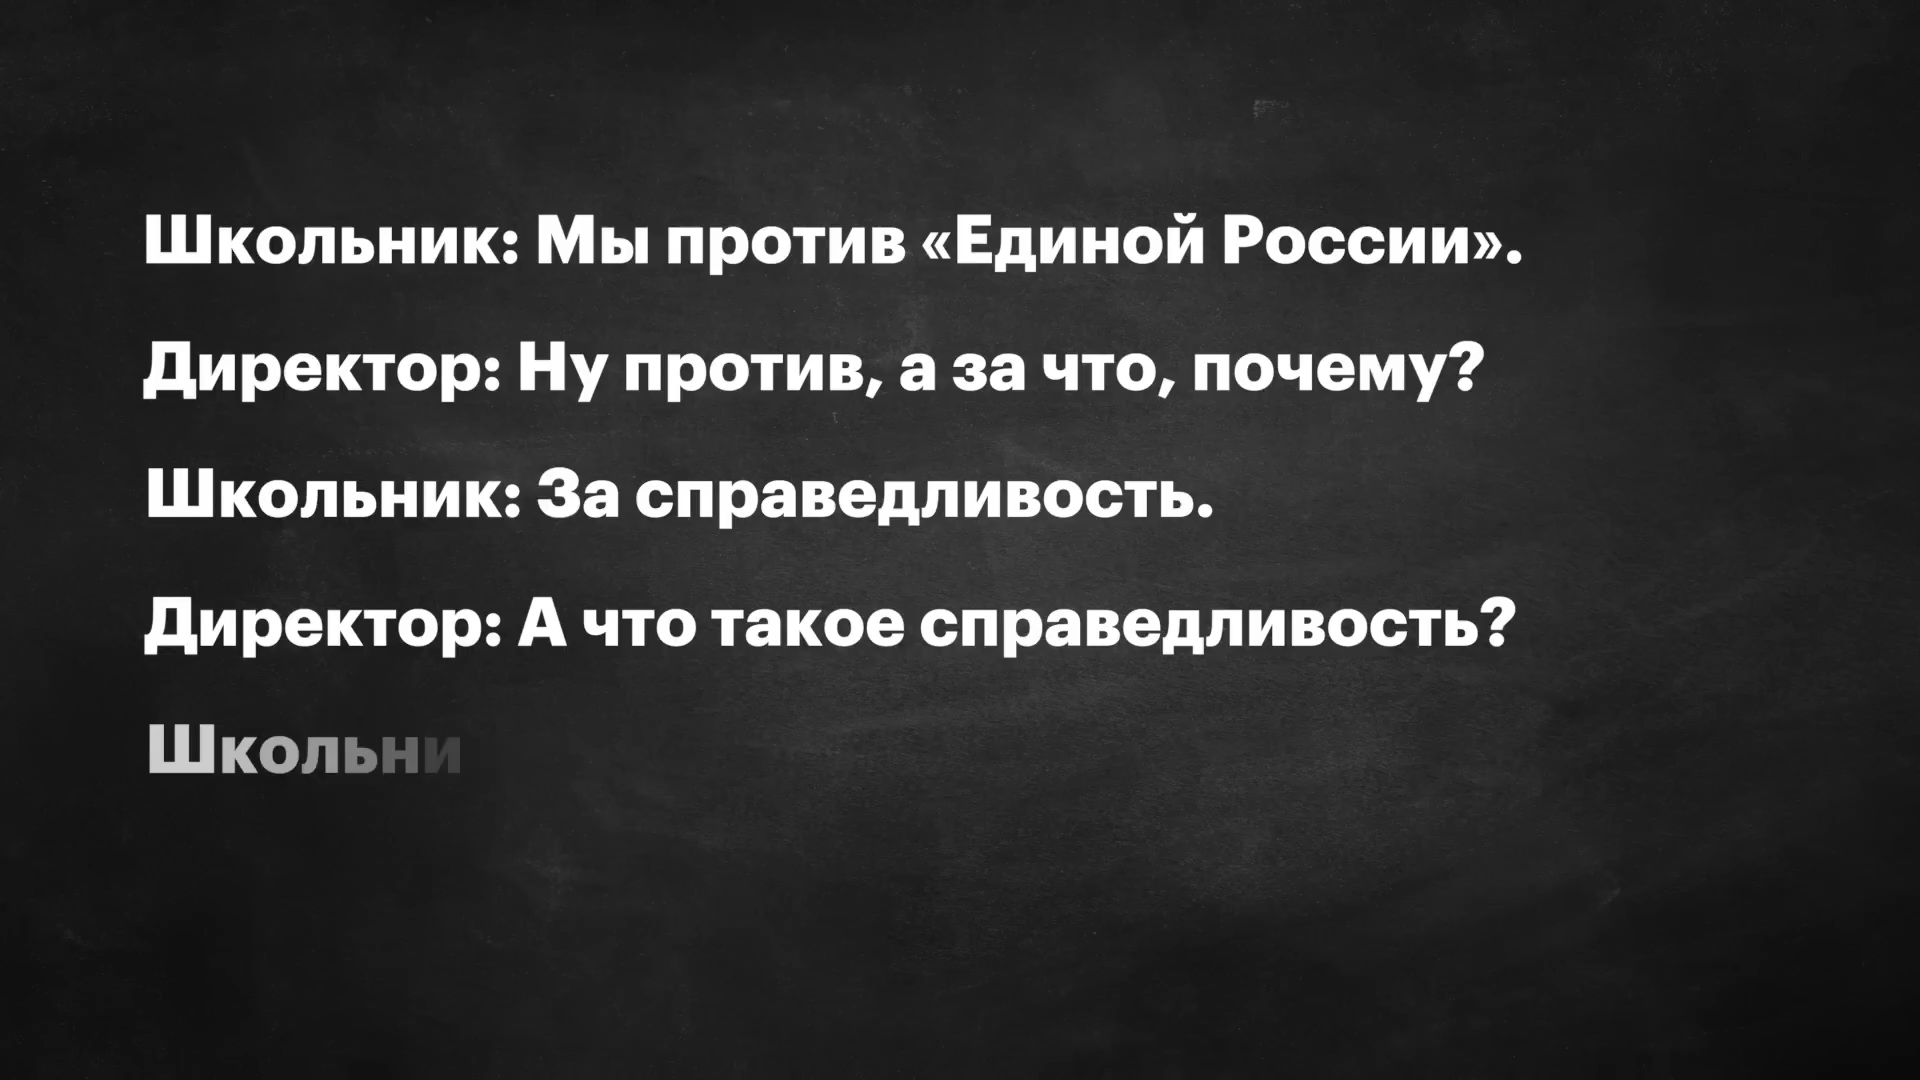 Школьник: Мы против «Единой России».
Директор: Ну против, а за что, почему?
Школьник: За справедливость.
Директор: А что такое справедливость?
Школьни